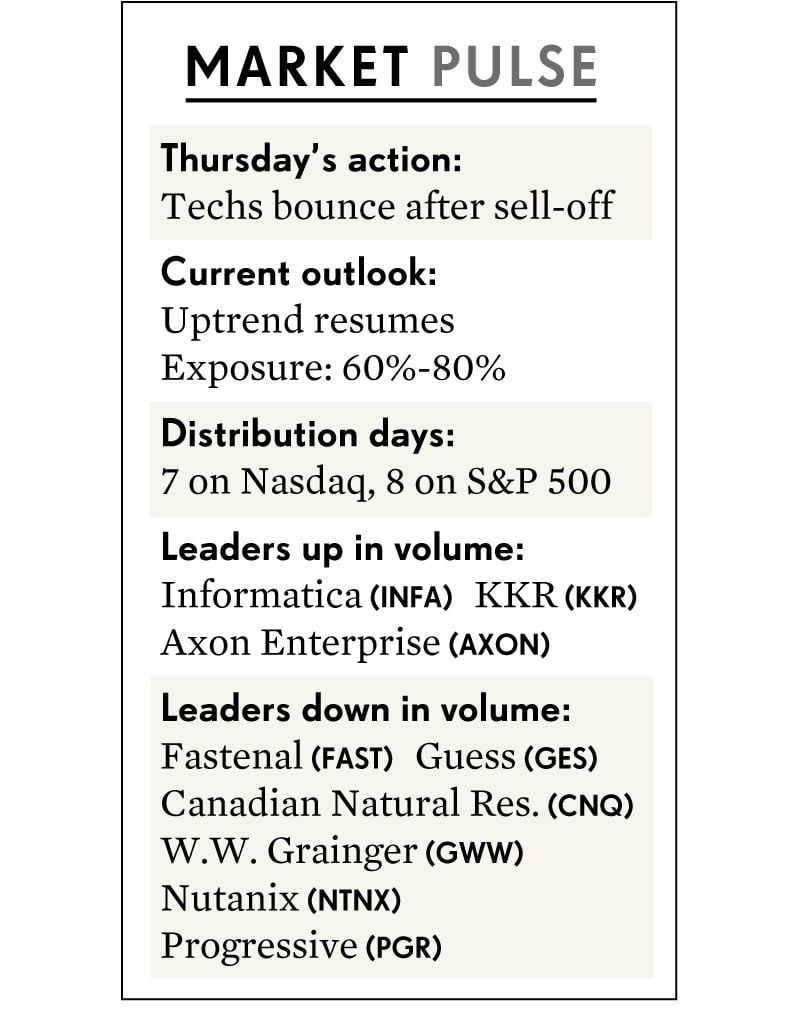 MARKET PULSE
Thursday's action:
Techs bounce after sell-off
Current outlook:
Uptrend resumes
Exposure: 60%-80%
Distribution days:
7 on Nasdaq, 8 on S&P 500
Leaders up in volume:
Informatica (INFA) KKR (KKR)
Axon Enterprise (AXON)
Leaders down in volume:
Fastenal (FAST) Guess (GES)
Canadian Natural Res. (CNQ)
W.W. Grainger (GWW)
Nutanix (NTNX)
Progressive (PGR)